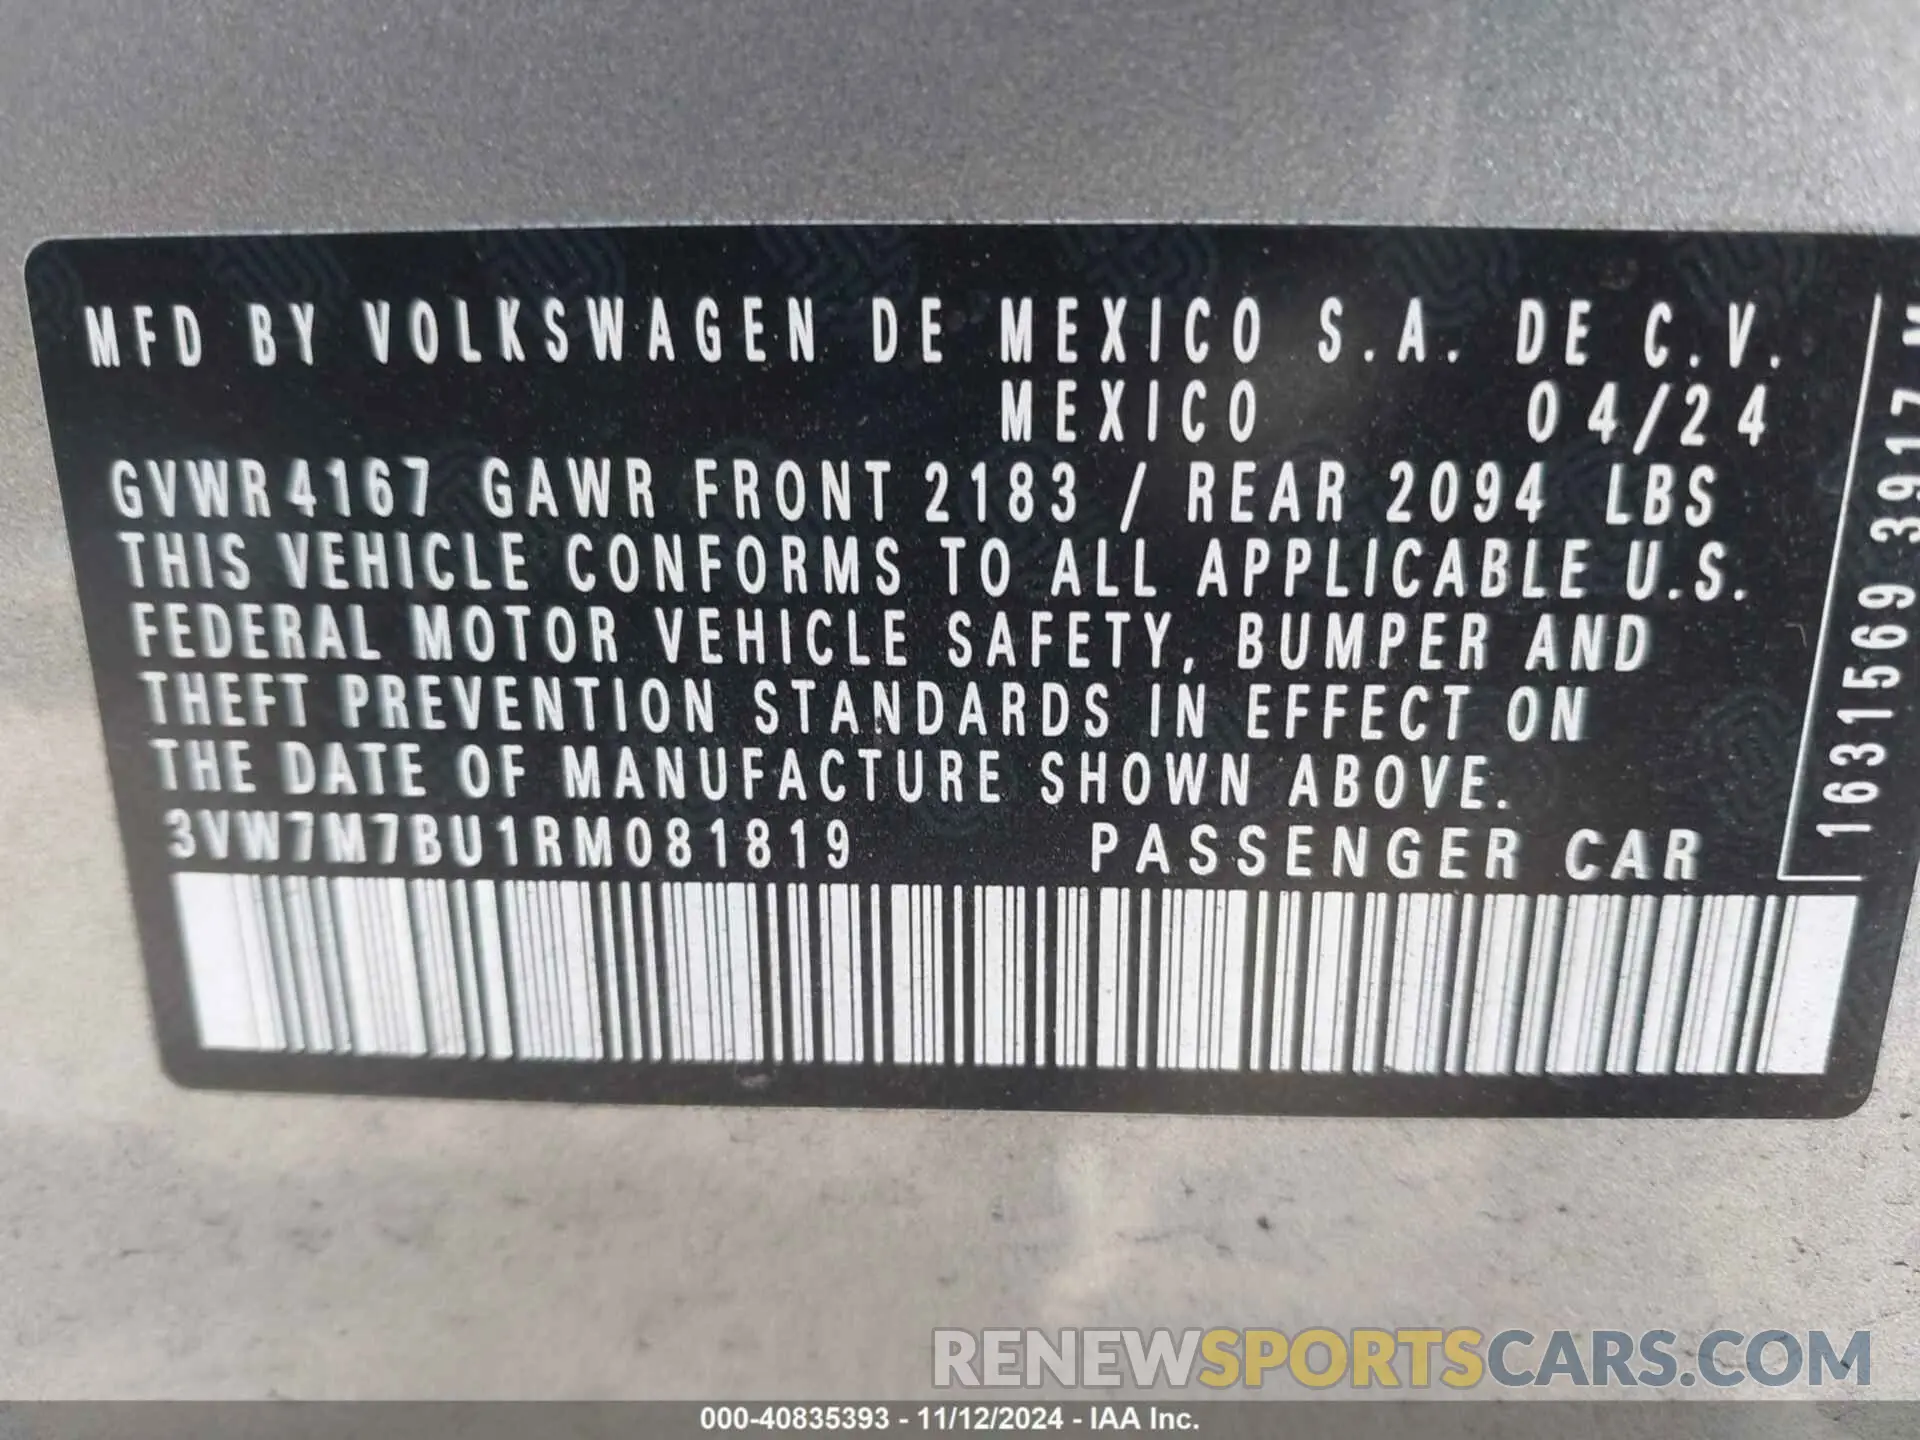 MFD BY VOLKSWAGEN DE MEXICO S.A. DE C.V.
MEXICO 04/24
GVWR 4167 GAWR FRONT 2183 / REAR 2094 LBS
THIS VEHICLE CONFORMS TO ALL APPLICABLE U.S.
FEDERAL MOTOR VEHICLE SAFETY, BUMPER AND
THEFT PREVENTION STANDARDS IN EFFECT ON
THE DATE OF MANUFACTURE SHOWN ABOVE.
3VW7M7BU1RM081819 PASSENGER CAR
1631569 3917
RENEWSPORTSCARS.COM
000-40835393 - 11/12/2024 - IAA Inc.